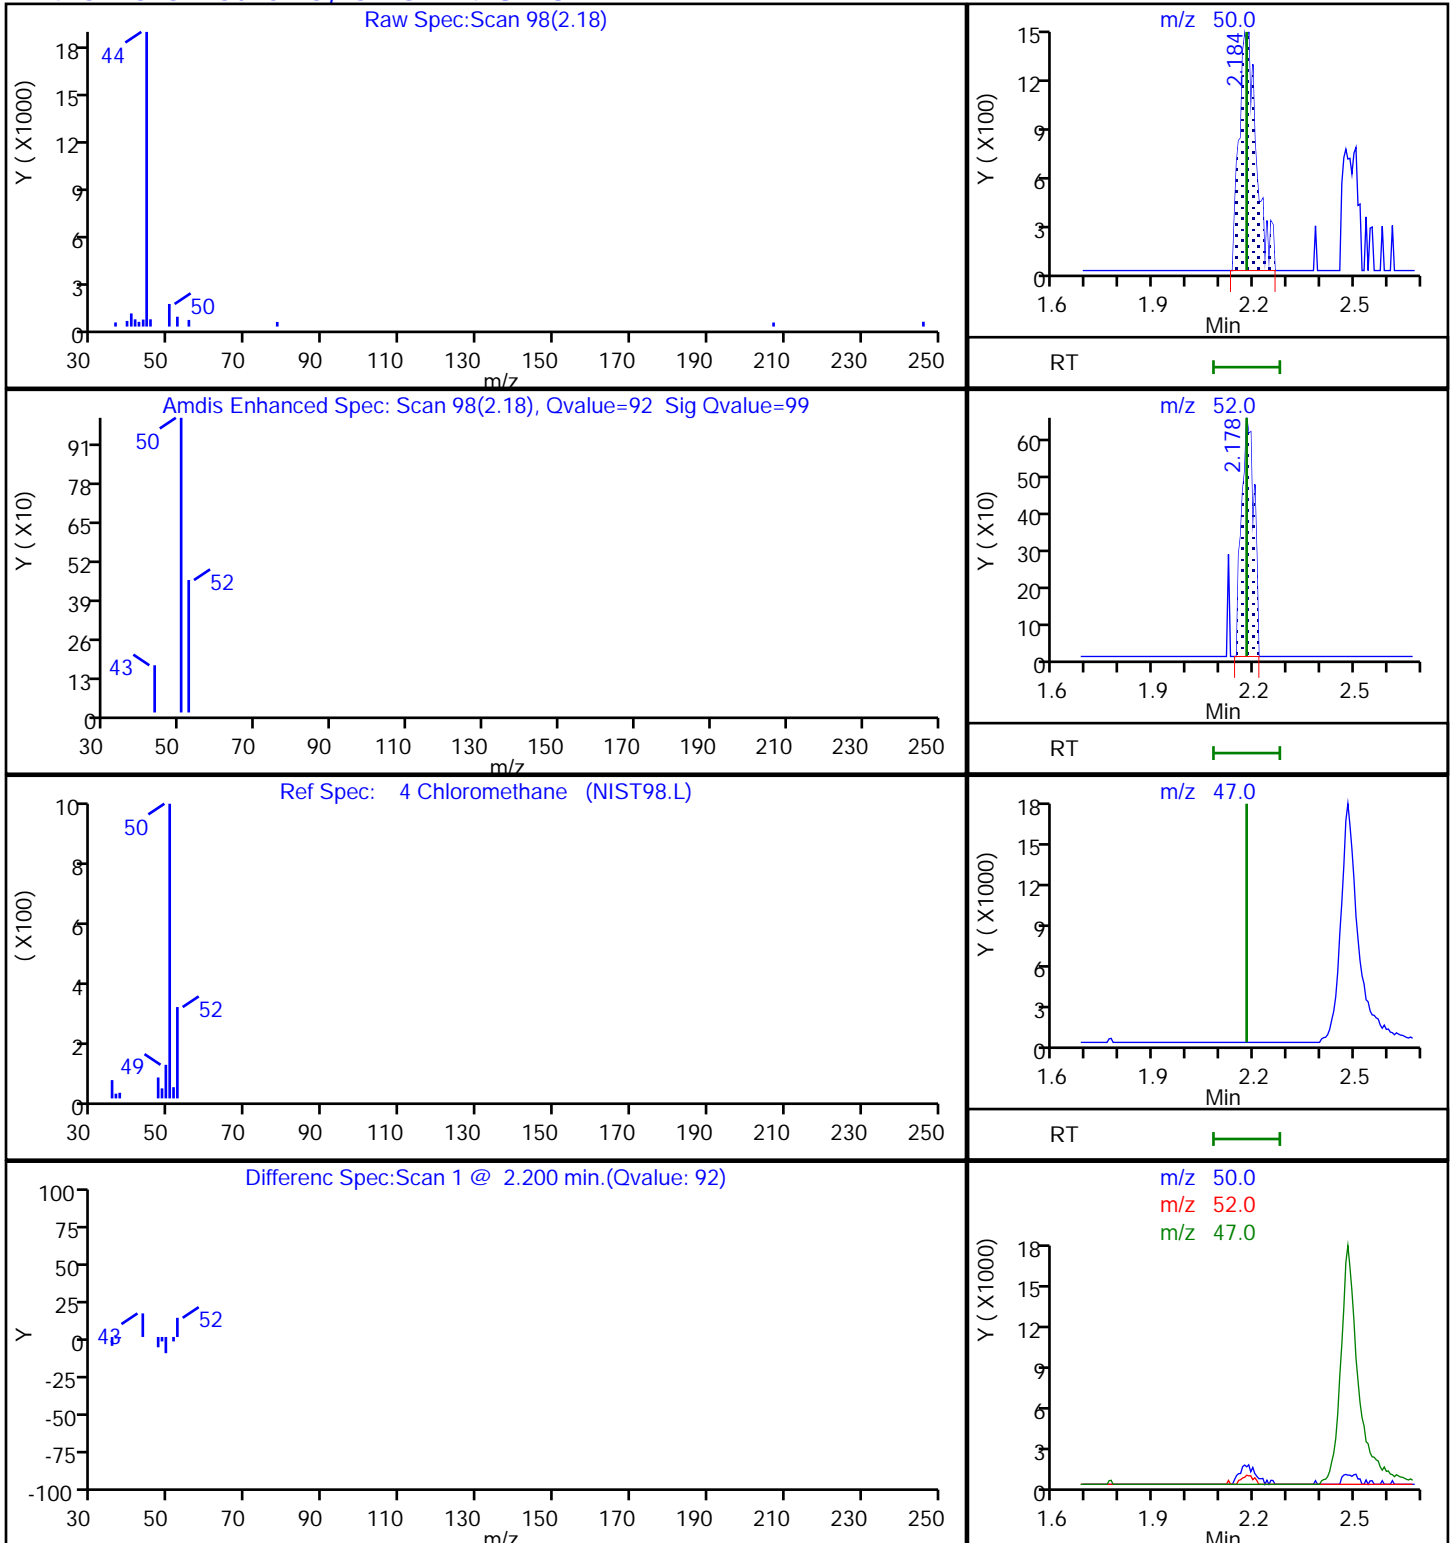 Raw Spec:Scan 98(2.18)
Y ( X1000)
18
15
12
9
6
3
0
44
50
30 50 70 90 110 130 150 170 190 210 230 250
m/z
m/z 50.0
Y ( X100)
15
12
9
6
3
0
2.184
1.6 1.9 2.2 2.5
Min
RT
Amdis Enhanced Spec: Scan 98(2.18), Qvalue=92 Sig Qvalue=99
Y ( X10)
91
78
65
52
39
26
13
0
50
52
43
30 50 70 90 110 130 150 170 190 210 230 250
m/z
m/z 52.0
Y ( X10)
60
50
40
30
20
10
0
2.178
1.6 1.9 2.2 2.5
Min
RT
Ref Spec: 4 Chloromethane (NIST98.L)
( X100)
10
8
6
4
2
0
50
52
49
30 50 70 90 110 130 150 170 190 210 230 250
m/z 47.0
Y ( X1000)
18
15
12
9
6
3
0
1.6 1.9 2.2 2.5
Min
RT
Differenc Spec:Scan 1 @ 2.200 min.(Qvalue: 92)
Y
100
75
50
25
0
-25
-50
-75
-100
43
52
30 50 70 90 110 130 150 170 190 210 230 250
m/z
m/z 50.0
m/z 52.0
m/z 47.0
Y ( X1000)
18
15
12
9
6
3
0
1.6 1.9 2.2 2.5
Min